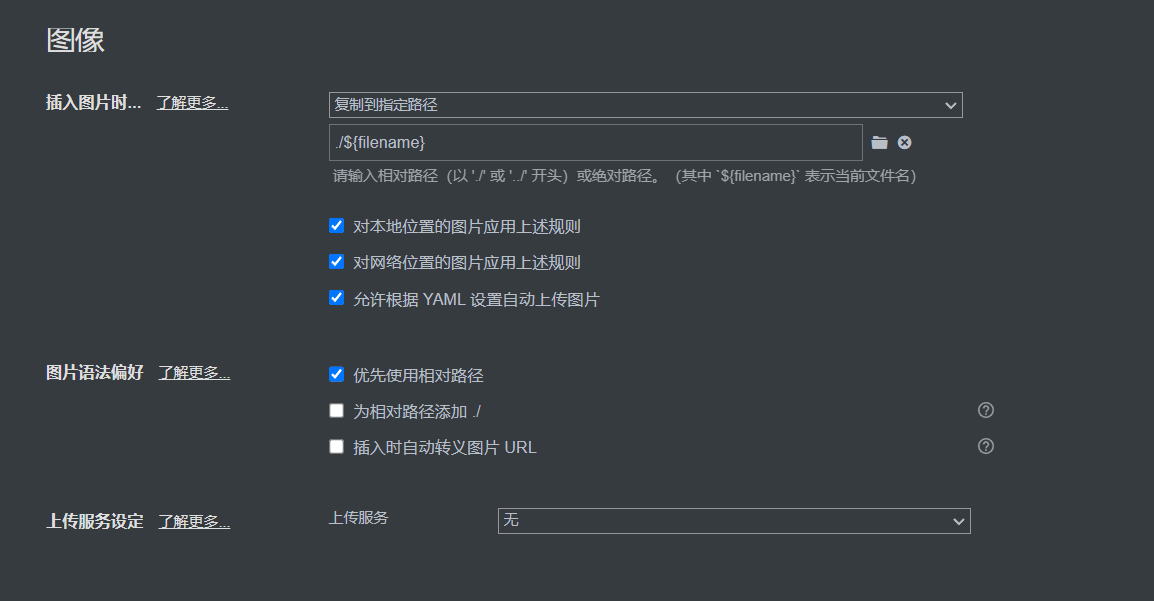 图像
插入图片时... 了解更多...
复制到指定路径
./${filename}
请输入相对路径（以 './' 或 '../' 开头）或绝对路径。（其中 `${filename}` 表示当前文件名）
对本地位置的图片应用上述规则
对网络位置的图片应用上述规则
允许根据 YAML 设置自动上传图片
图片语法偏好 了解更多...
优先使用相对路径
为相对路径添加 ./
插入时自动转义图片 URL
上传服务设定 了解更多...
上传服务 无